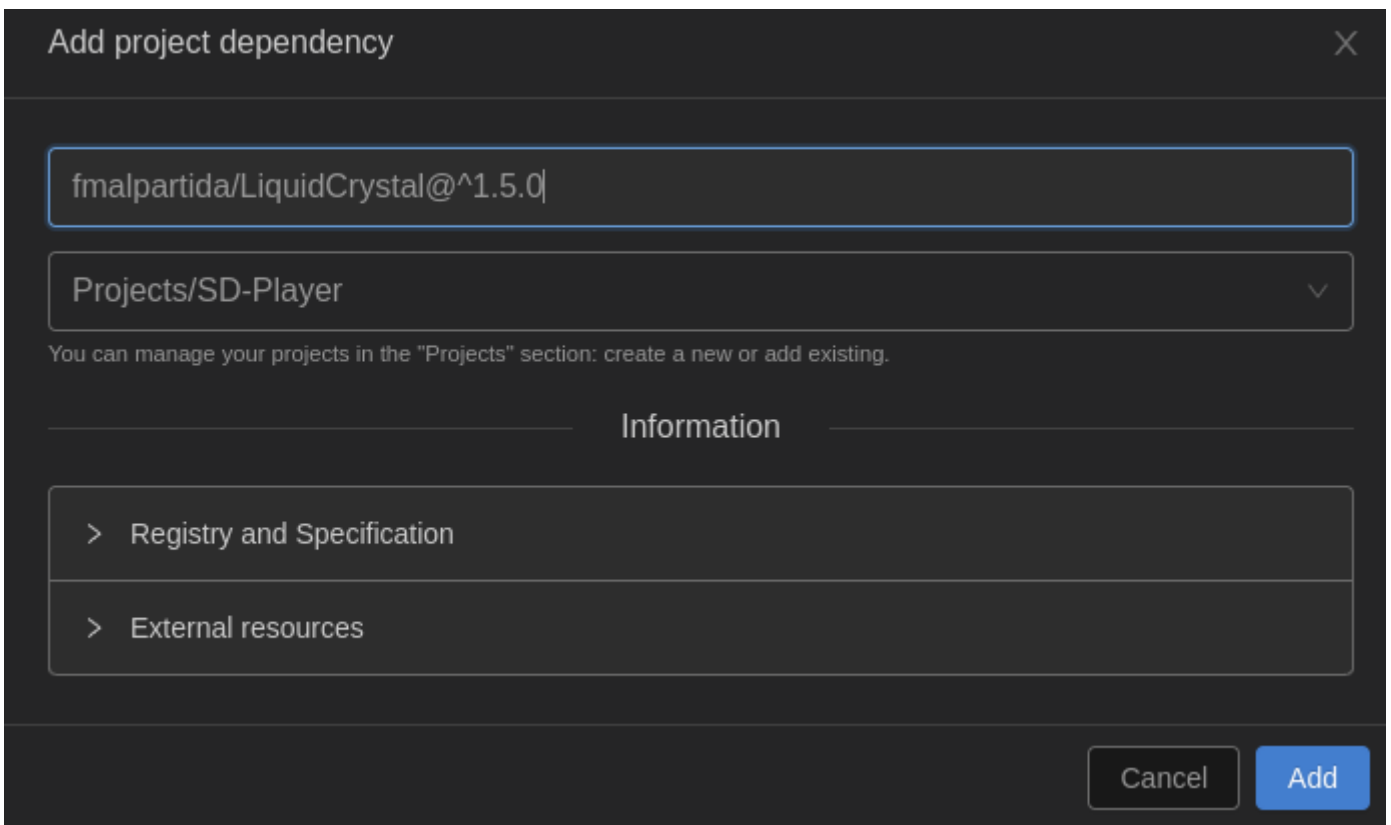 Add project dependency
fmalpartida/LiquidCrystal@^1.5.0
Projects/SD-Player
You can manage your projects in the "Projects" section: create a new or add existing.
Information
Registry and Specification
External resources
Cancel
Add